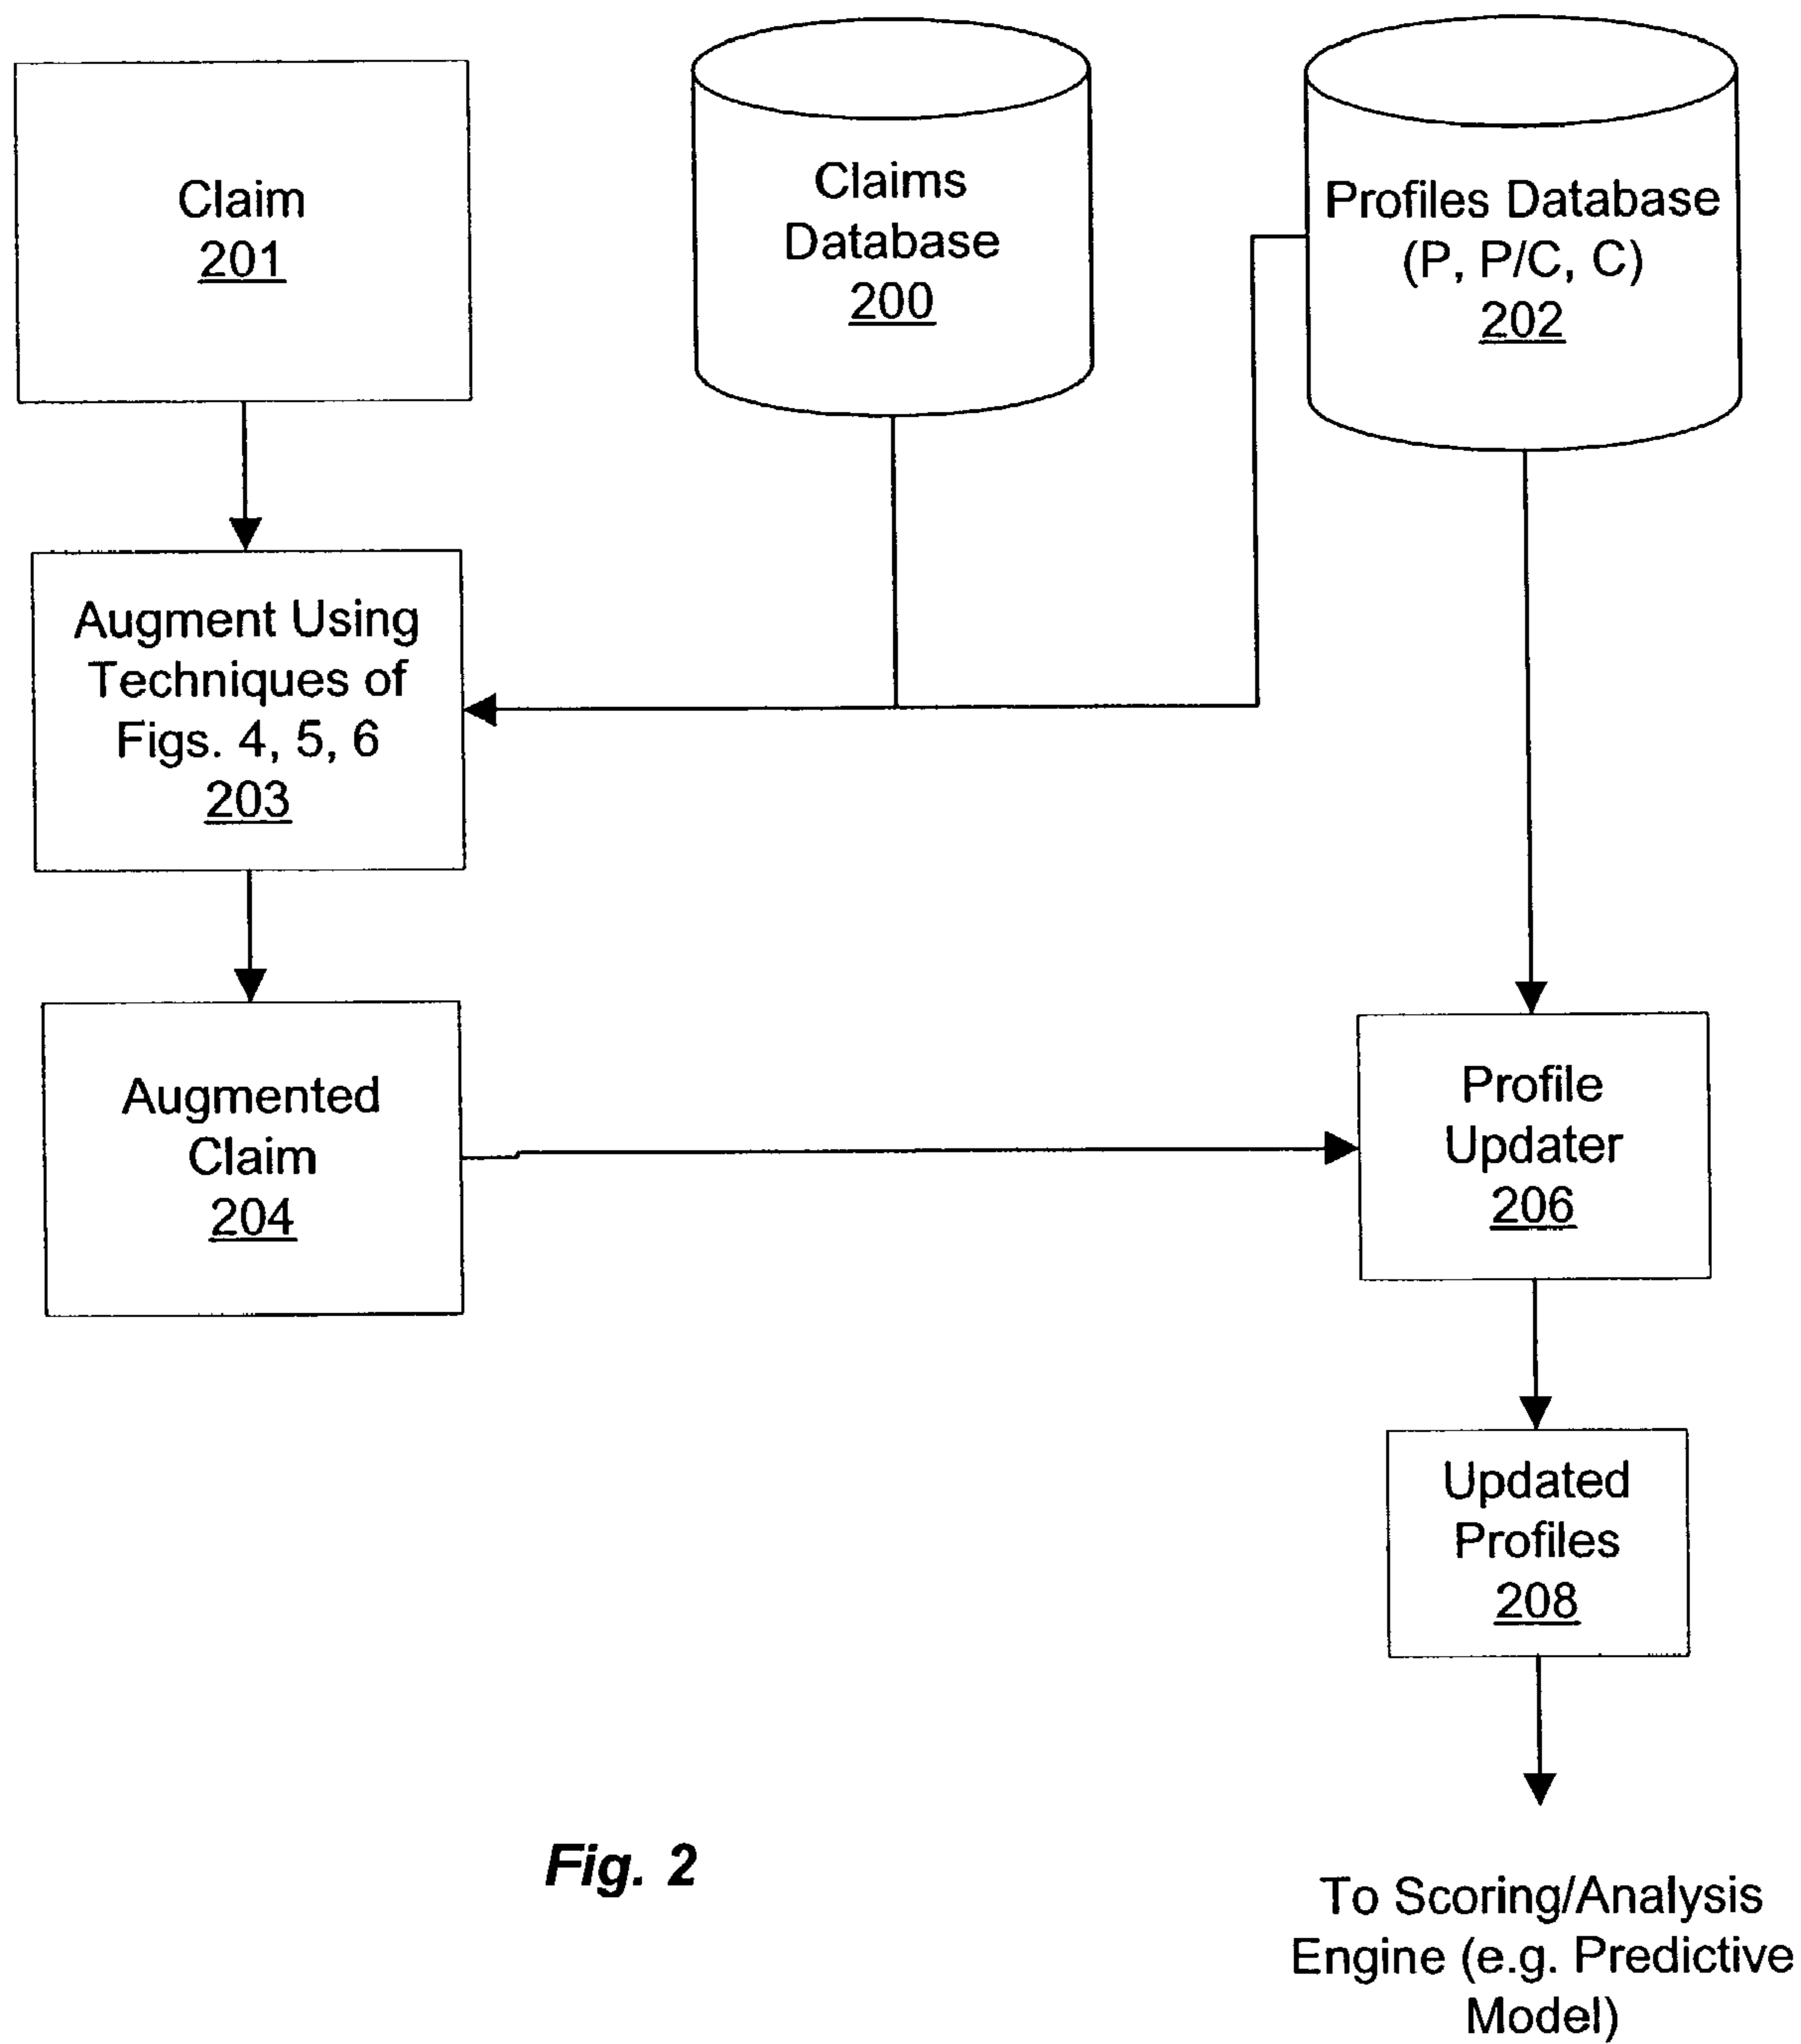 Claim
201
Claims
Database
200
Profiles Database
(P, P/C, C)
202
Augment Using
Techniques of
Figs. 4, 5, 6
203
Augmented
Claim
204
Profile
Updater
206
Updated
Profiles
208
Fig. 2
To Scoring/Analysis
Engine (e.g. Predictive
Model)